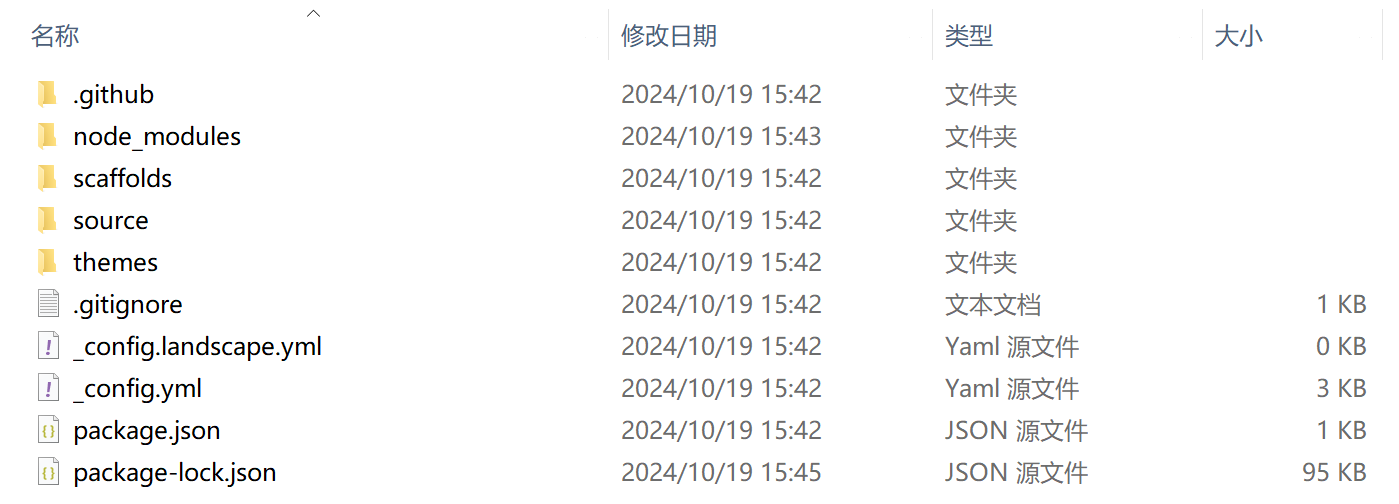 名称 修改日期 类型 大小
.github 2024/10/19 15:42 文件夹
node_modules 2024/10/19 15:43 文件夹
scaffolds 2024/10/19 15:42 文件夹
source 2024/10/19 15:42 文件夹
themes 2024/10/19 15:42 文件夹
.gitignore 2024/10/19 15:42 文本文档 1 KB
_config.landscape.yml 2024/10/19 15:42 Yaml 源文件 0 KB
_config.yml 2024/10/19 15:42 Yaml 源文件 3 KB
package.json 2024/10/19 15:42 JSON 源文件 1 KB
package-lock.json 2024/10/19 15:45 JSON 源文件 95 KB